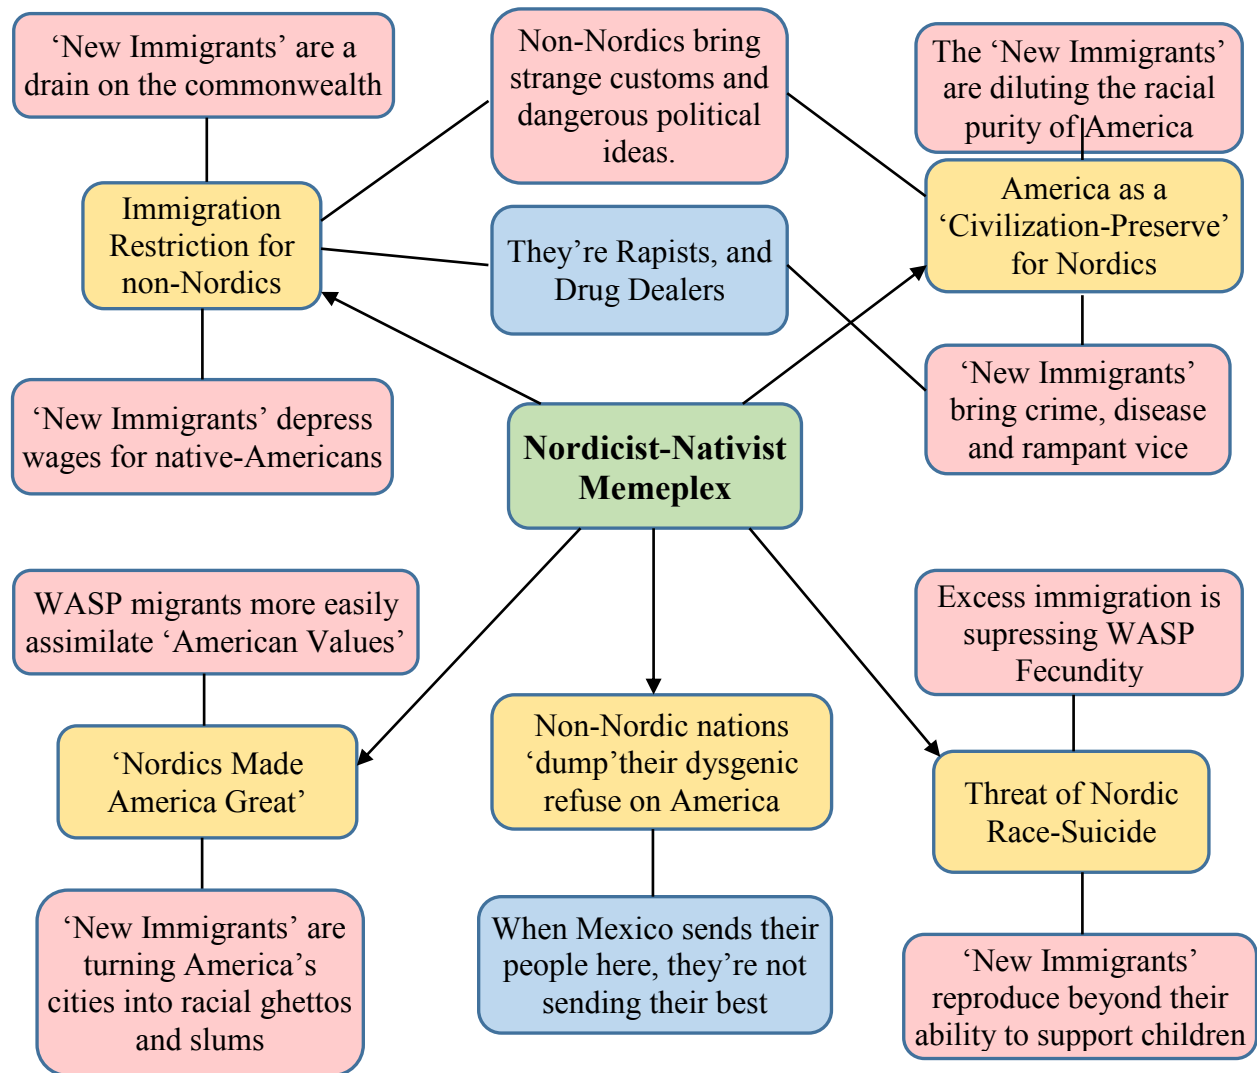 ‘New Immigrants’ are a
drain on the commonwealth
Non-Nordics bring
strange customs and
dangerous political
ideas.
The ‘New Immigrants’
are diluting the racial
purity of America
Immigration
Restriction for
non-Nordics
They’re Rapists, and
Drug Dealers
America as a
‘Civilization-Preserve’
for Nordics
‘New Immigrants’ depress
wages for native-Americans
Nordicist-Nativist
Memeplex
‘New Immigrants’
bring crime, disease
and rampant vice
WASP migrants more easily
assimilate ‘American Values’
Excess immigration is
supressing WASP
Fecundity
‘Nordics Made
America Great’
Non-Nordic nations
‘dump’their dysgenic
refuse on America
Threat of Nordic
Race-Suicide
‘New Immigrants’ are
turning America’s
cities into racial ghettos
and slums
When Mexico sends their
people here, they’re not
sending their best
‘New Immigrants’
reproduce beyond their
ability to support children